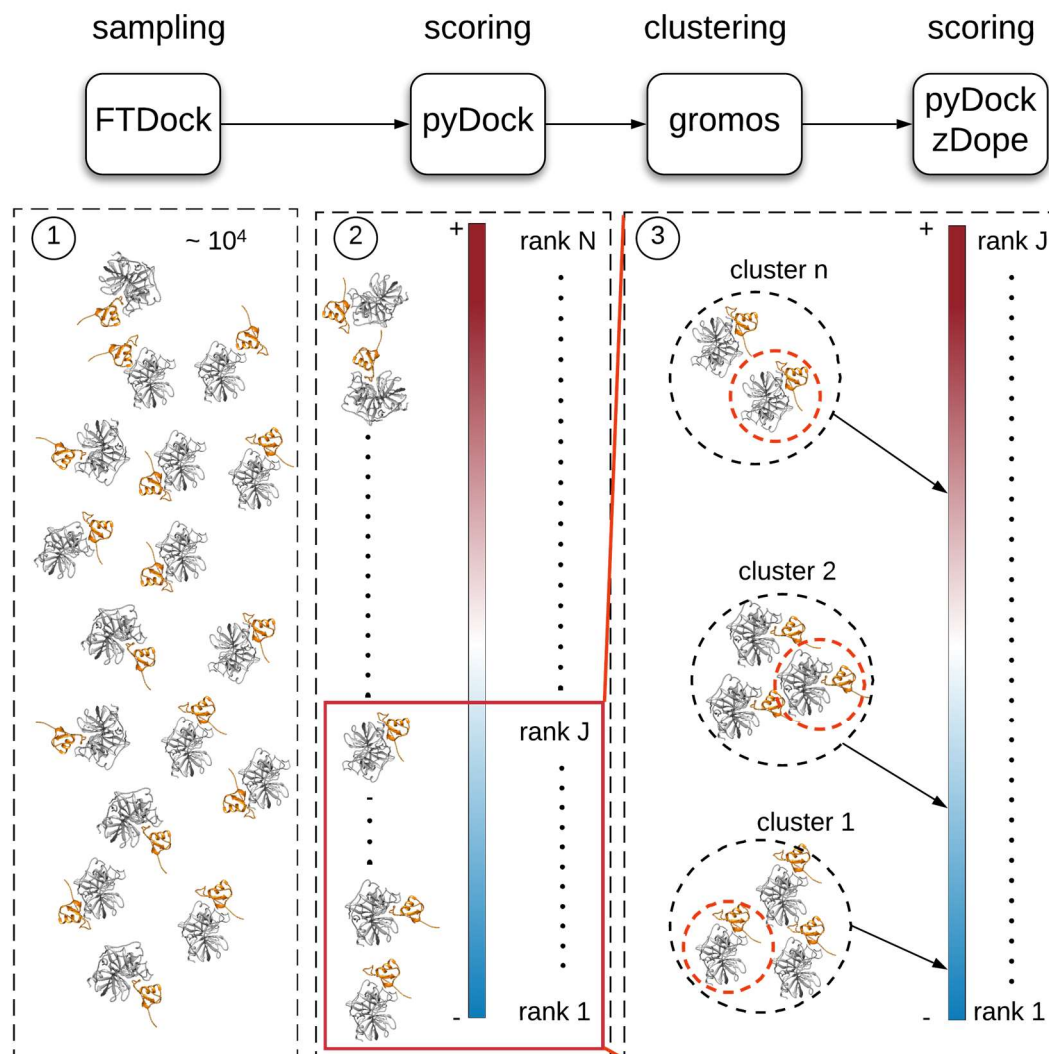 sampling
scoring
clustering
scoring
FTDock
pyDock
gromos
pyDock
zDope
1
~ 10⁴
2
+
rank N
rank J
-
rank 1
3
+
rank J
cluster n
cluster 2
cluster 1
-
rank 1